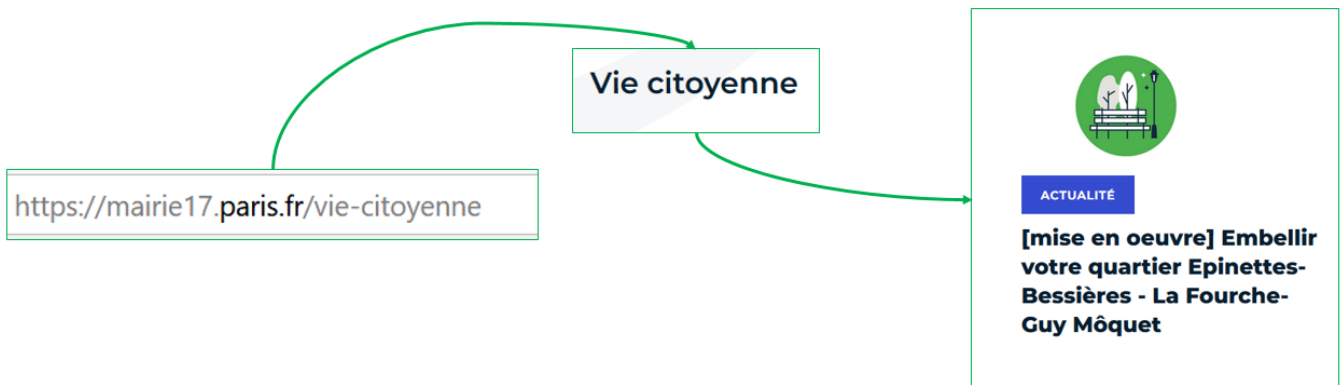 https://mairie17.paris.fr/vie-citoyenne
Vie citoyenne
ACTUALITÉ
[mise en oeuvre] Embellir
votre quartier Epinettes-
Bessières - La Fourche-
Guy Môquet